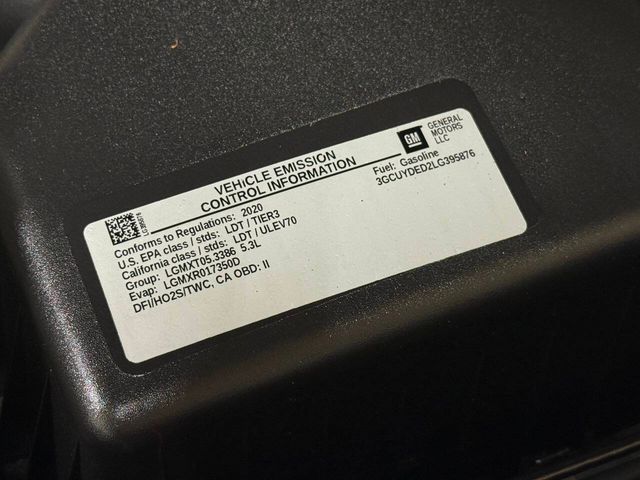 VEHICLE EMISSION
CONTROL INFORMATION
GM
GENERAL
MOTORS
LLC
Fuel: Gasoline
3GCUYDED2LG395876
Conforms to Regulations: 2020
U.S. EPA class / stds: LDT / TIER3
California class / stds: LDT / ULEV70
Group: LGMXT05.3386 5.3L
Evap: LGMXR017350D
DFI/HO2S/TWC, CA OBD: II